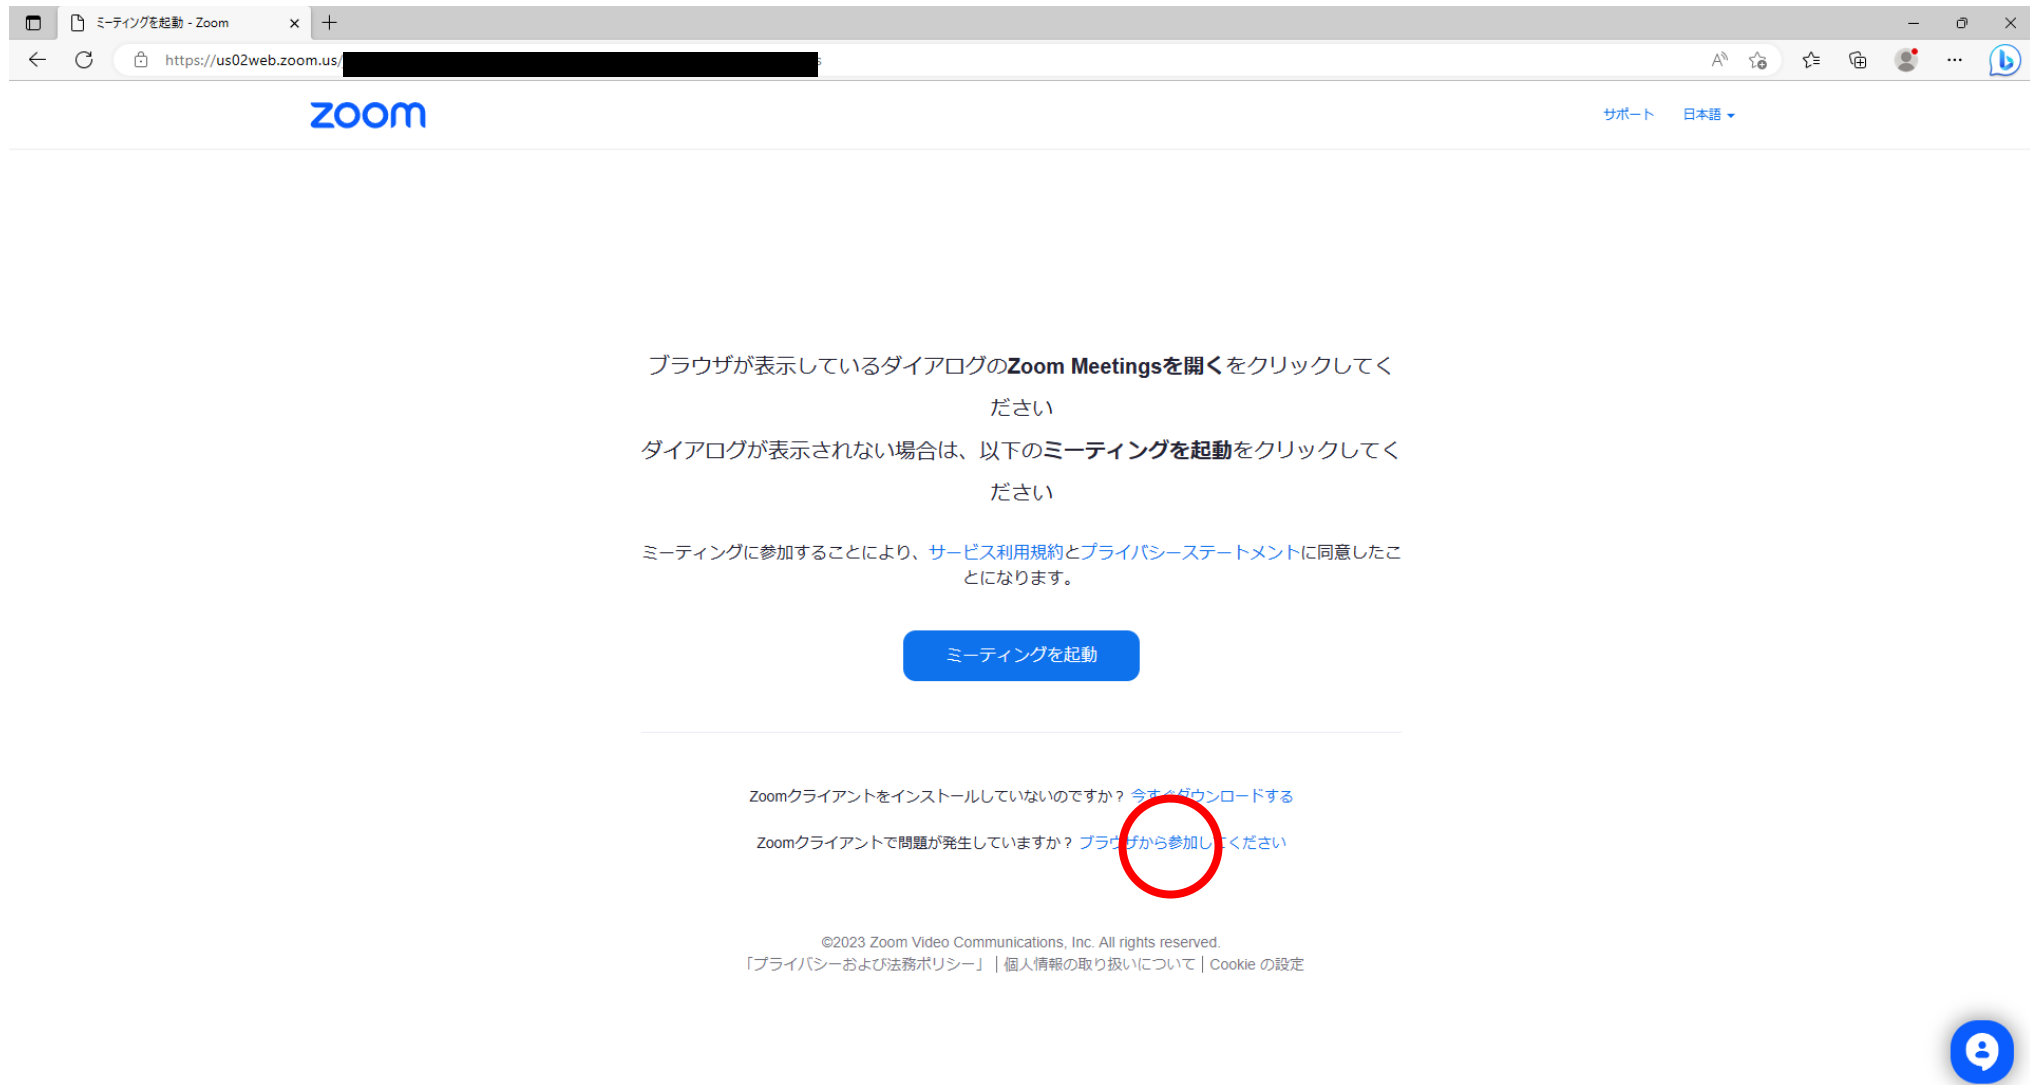 ミーティングを起動 - Zoom
https://us02web.zoom.us/
zoom
サポート 日本語
ブラウザが表示しているダイアログのZoom Meetingsを開くをクリックしてく
ださい
ダイアログが表示されない場合は、以下のミーティングを起動をクリックしてく
ださい
ミーティングに参加することにより、サービス利用規約とプライバシーステートメントに同意したこ
とになります。
ミーティングを起動
Zoomクライアントをインストールしていないのですか？ 今すぐダウンロードする
Zoomクライアントで問題が発生していますか？ ブラウザから参加してください
©2023 Zoom Video Communications, Inc. All rights reserved.
「プライバシーおよび法務ポリシー」 | 個人情報の取り扱いについて | Cookie の設定